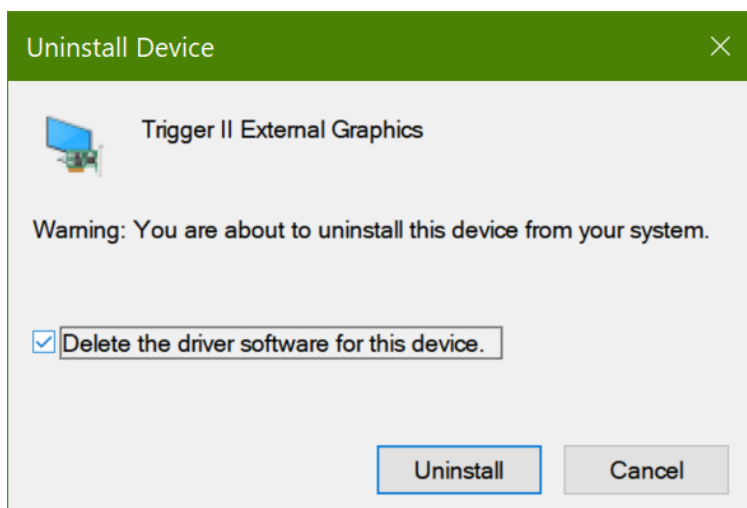 Uninstall Device
Trigger II External Graphics
Warning: You are about to uninstall this device from your system.
Delete the driver software for this device.
Uninstall
Cancel